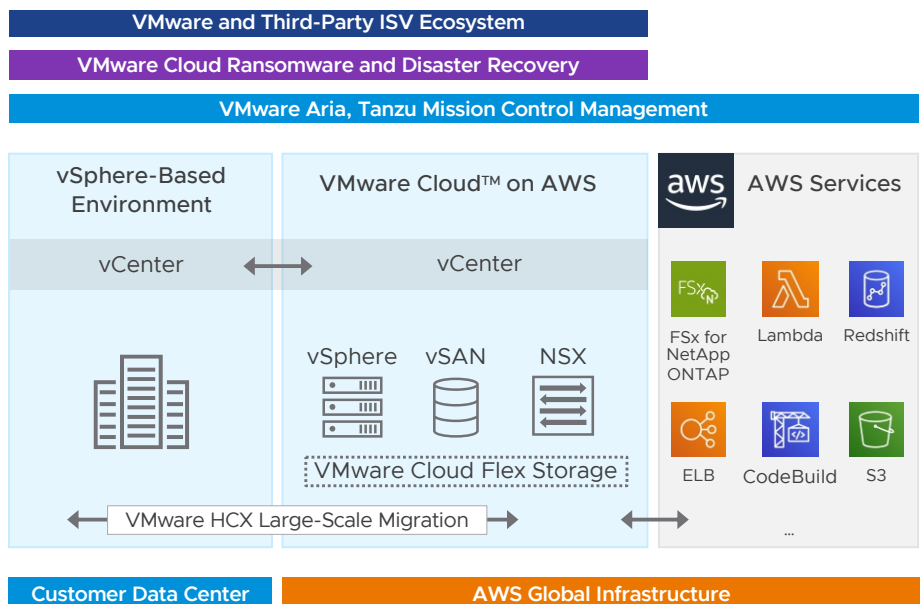 VMware and Third-Party ISV Ecosystem
VMware Cloud Ransomware and Disaster Recovery
VMware Aria, Tanzu Mission Control Management
vSphere-Based
Environment
VMware Cloud™ on AWS
aws
AWS Services
vCenter
vCenter
FSx
N
FSx for
NetApp
ONTAP
Lambda
Redshift
vSphere
vSAN
NSX
ELB
CodeBuild
S3
VMware Cloud Flex Storage
VMware HCX Large-Scale Migration
...
Customer Data Center
AWS Global Infrastructure